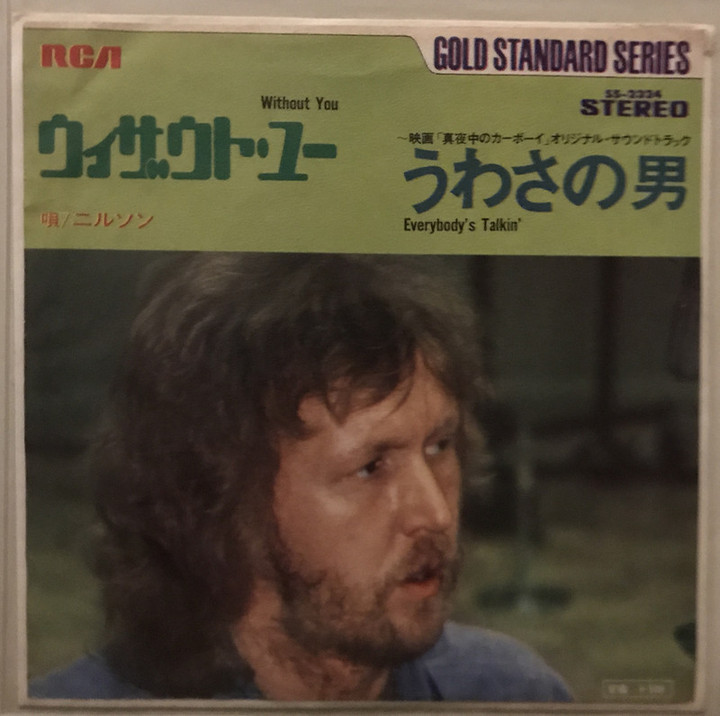 RCA
GOLD STANDARD SERIES
SS-2224
STEREO
Without You
ウィザウト・ユー
唄/ニルソン
〜映画「真夜中のカーボーイ」オリジナル・サウンドトラック
うわさの男
Everybody's Talkin'